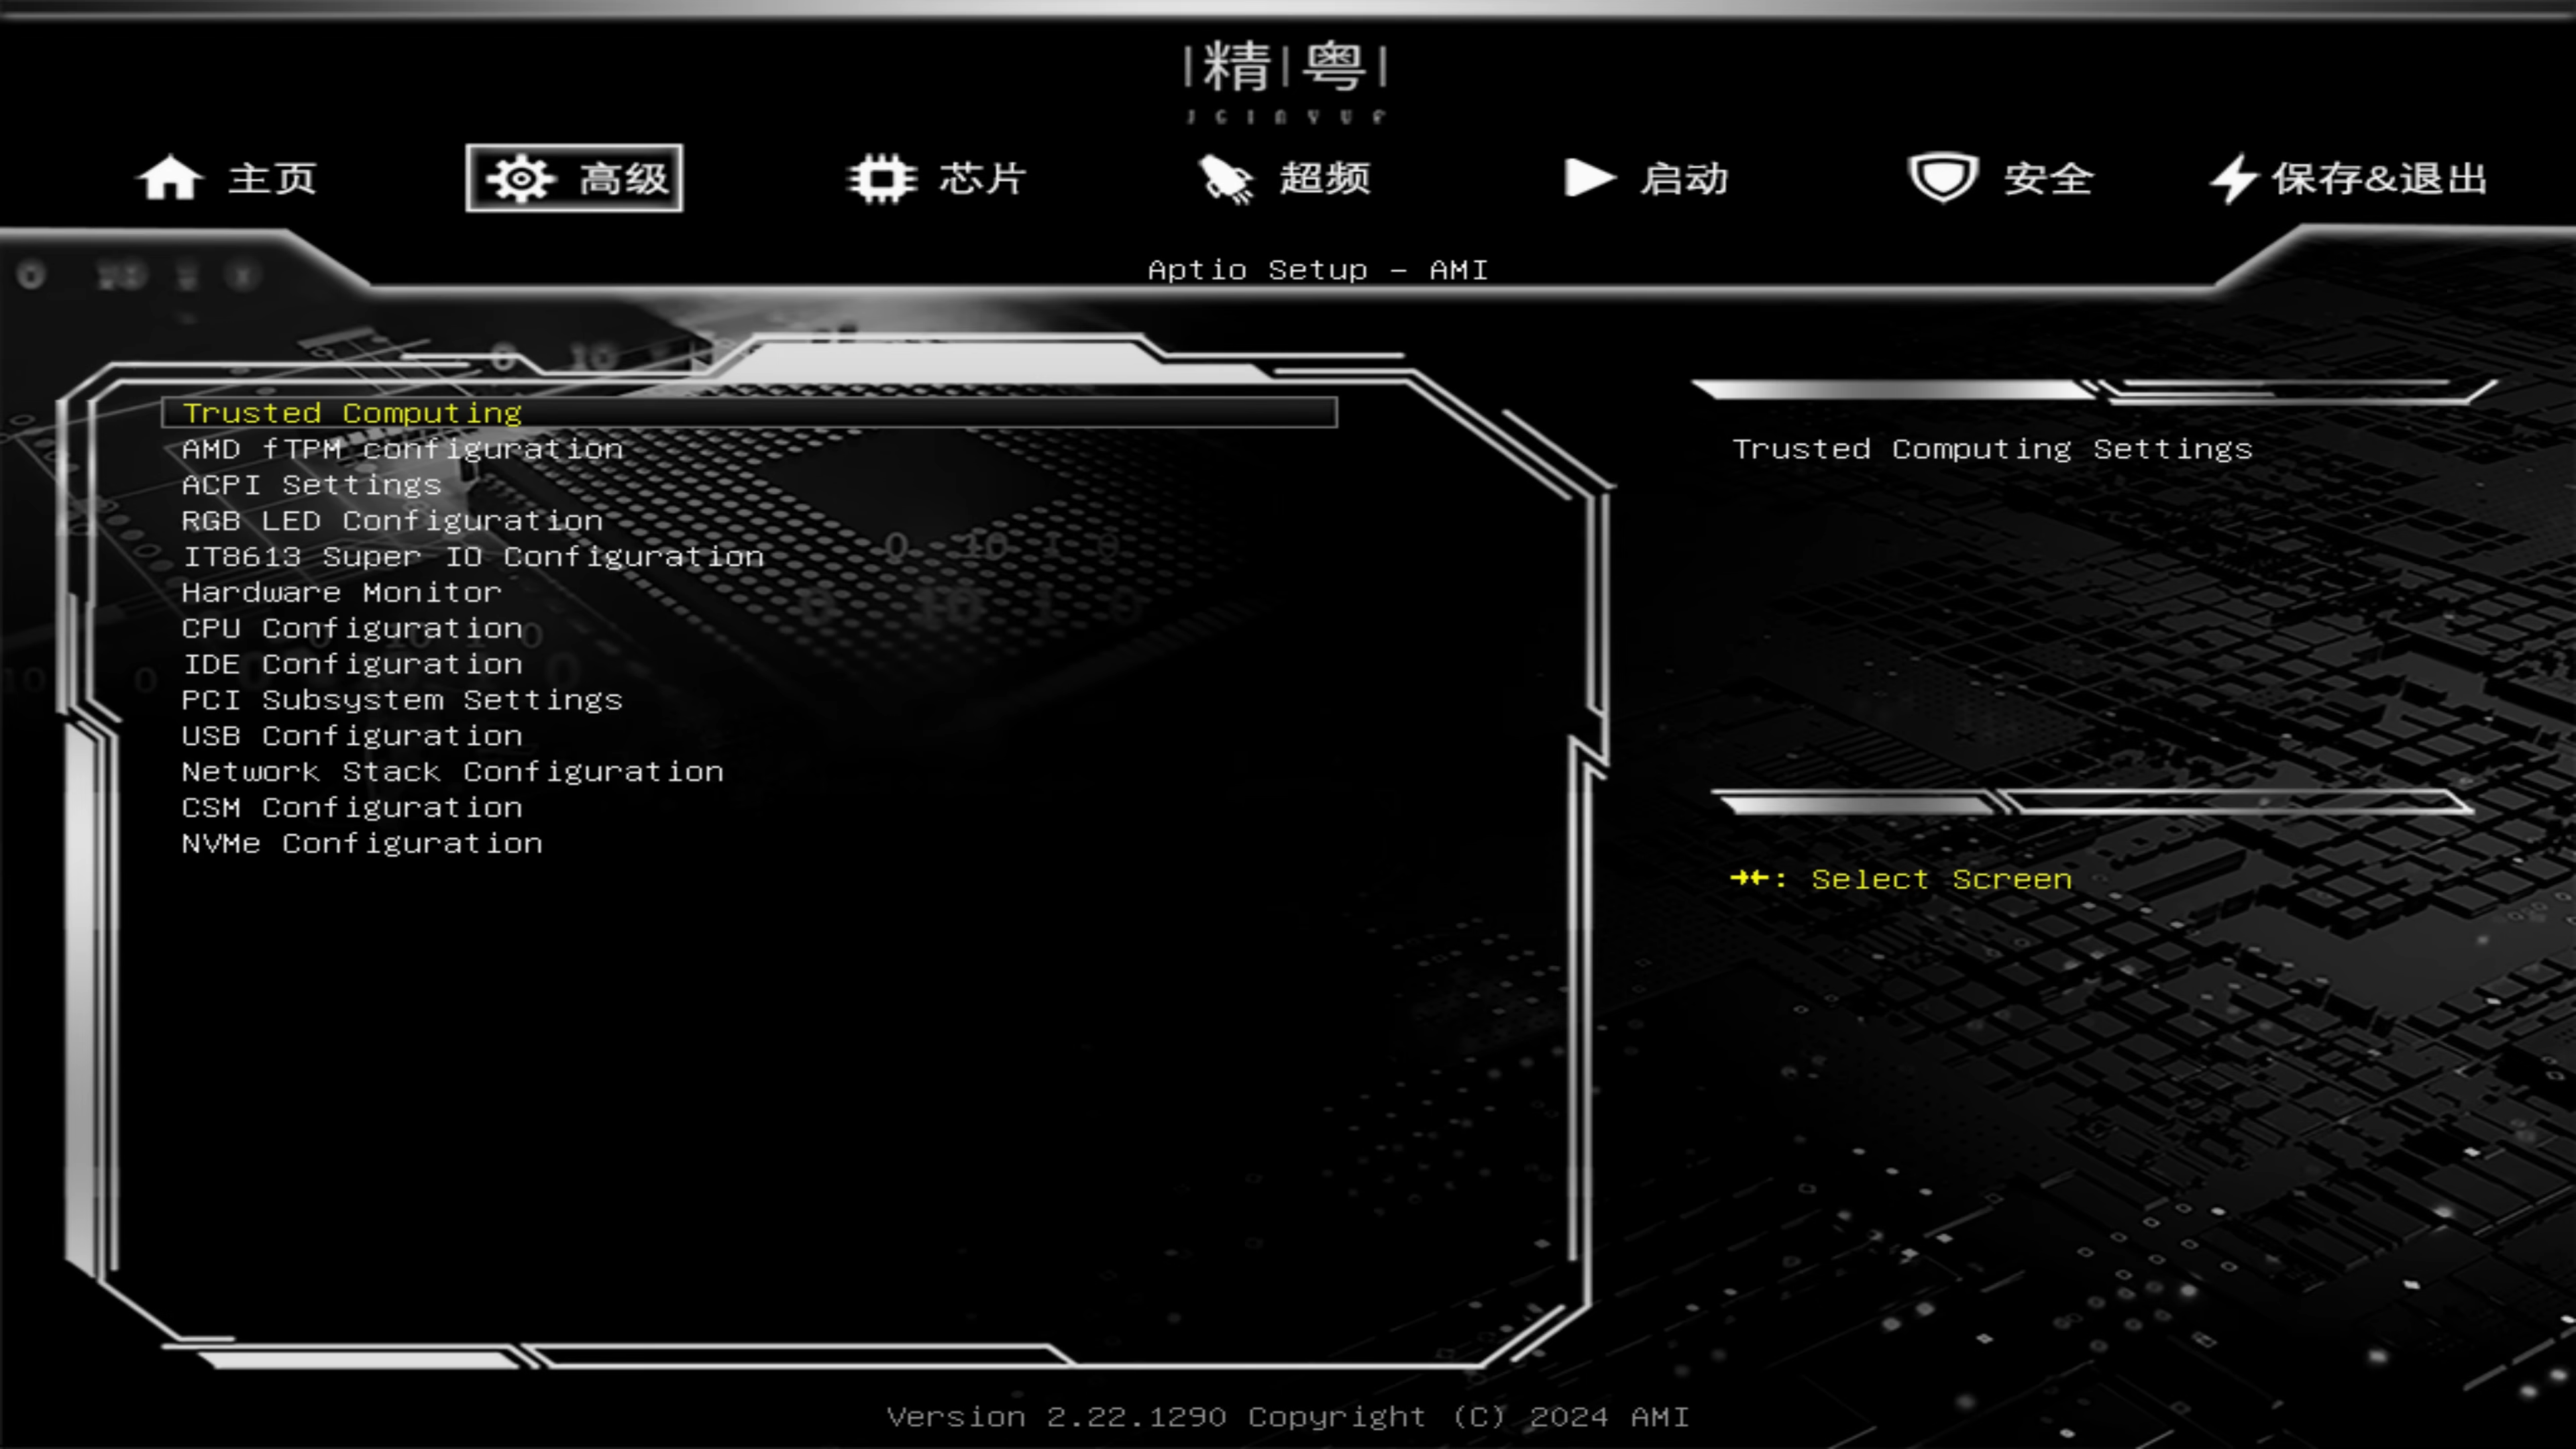 精 粤
JGINYUE
主页
高级
芯片
超频
启动
安全
保存&退出
Aptio Setup - AMI
Trusted Computing
AMD fTPM configuration
ACPI Settings
RGB LED Configuration
IT8613 Super IO Configuration
Hardware Monitor
CPU Configuration
IDE Configuration
PCI Subsystem Settings
USB Configuration
Network Stack Configuration
CSM Configuration
NVMe Configuration
Trusted Computing Settings
→←: Select Screen
Version 2.22.1290 Copyright (C) 2024 AMI